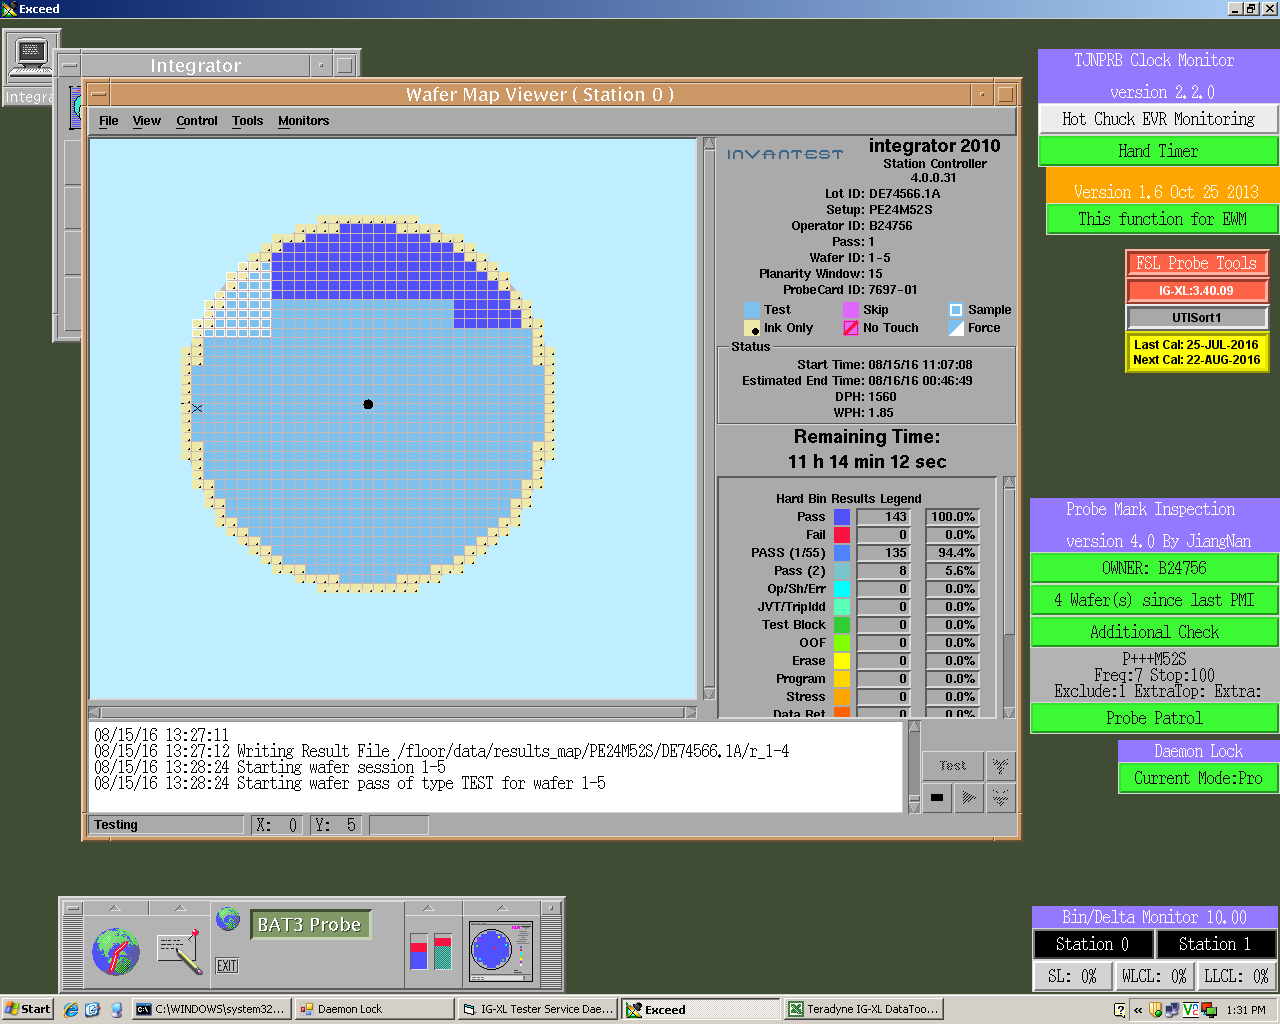 Exceed
Integra
Integrator
Wafer Map Viewer ( Station 0 )
File View Control Tools Monitors
INVANTEST
integrator 2010
Station Controller
4.0.0.31
Lot ID: DE74566.1A
Setup: PE24M52S
Operator ID: B24756
Pass: 1
Wafer ID: 1-5
Planarity Window: 15
ProbeCard ID: 7697-01
Test Skip Sample
Ink Only No Touch Force
Status
Start Time: 08/15/16 11:07:08
Estimated End Time: 08/16/16 00:46:49
DPH: 1560
WPH: 1.85
Remaining Time:
11 h 14 min 12 sec
Hard Bin Results Legend
Pass 143 100.0%
Fail 0 0.0%
PASS (1/55) 135 94.4%
Pass (2) 8 5.6%
Op/Sh/Err 0 0.0%
JVT/TripIdd 0 0.0%
Test Block 0 0.0%
OOF 0 0.0%
Erase 0 0.0%
Program 0 0.0%
Stress 0 0.0%
Data Ret 0 0.0%
08/15/16 13:27:11
08/15/16 13:27:12 Writing Result File /floor/data/results_map/PE24M52S/DE74566.1A/r_1-4
08/15/16 13:28:24 Starting wafer session 1-5
08/15/16 13:28:24 Starting wafer pass of type TEST for wafer 1-5
Test
Testing X: 0 Y: 5
TJNPRB Clock Monitor
version 2.2.0
Hot Chuck EVR Monitoring
Hand Timer
Version 1.6 Oct 25 2013
This function for EWM
FSL Probe Tools
IG-XL:3.40.09
UTISort1
Last Cal: 25-JUL-2016
Next Cal: 22-AUG-2016
Probe Mark Inspection
version 4.0 By JiangNan
OWNER: B24756
4 Wafer(s) since last PMI
Additional Check
P+++M52S
Freq:7 Stop:100
Exclude:1 ExtraTop: Extra:
Probe Patrol
Daemon Lock
Current Mode:Pro
Bin/Delta Monitor 10.00
Station 0 Station 1
SL: 0% WLCL: 0% LLCL: 0%
BAT3 Probe
EXIT
Start C:\WINDOWS\system32... Daemon Lock IG-XL Tester Service Dae... Exceed Teradyne IG-XL DataToo... « 1:31 PM